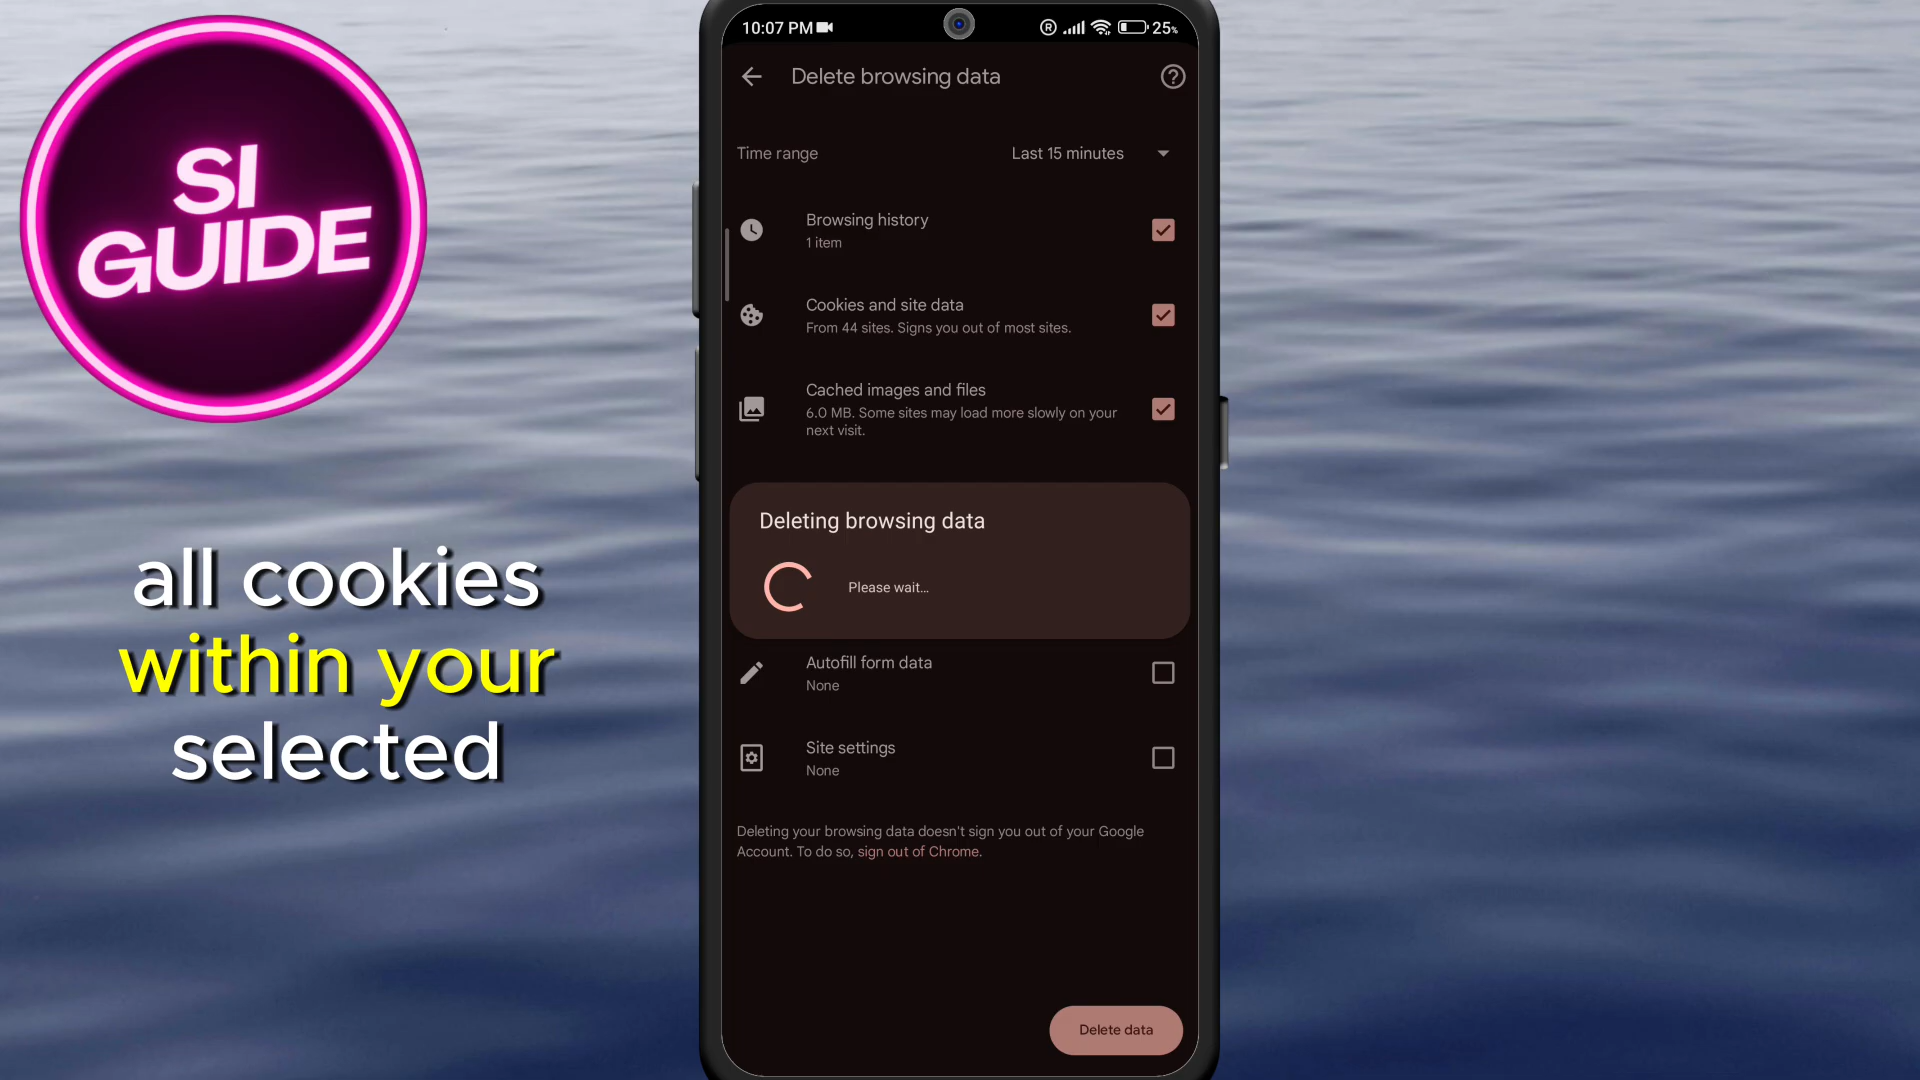 SI
GUIDE
all cookies
within your
selected
10:07 PM
R
25%
Delete browsing data
?
Time range
Last 15 minutes
Browsing history
1 item
Cookies and site data
From 44 sites. Signs you out of most sites.
Cached images and files
6.0 MB. Some sites may load more slowly on your
next visit.
Deleting browsing data
Please wait...
Autofill form data
None
Site settings
None
Deleting your browsing data doesn't sign you out of your Google
Account. To do so, sign out of Chrome.
Delete data